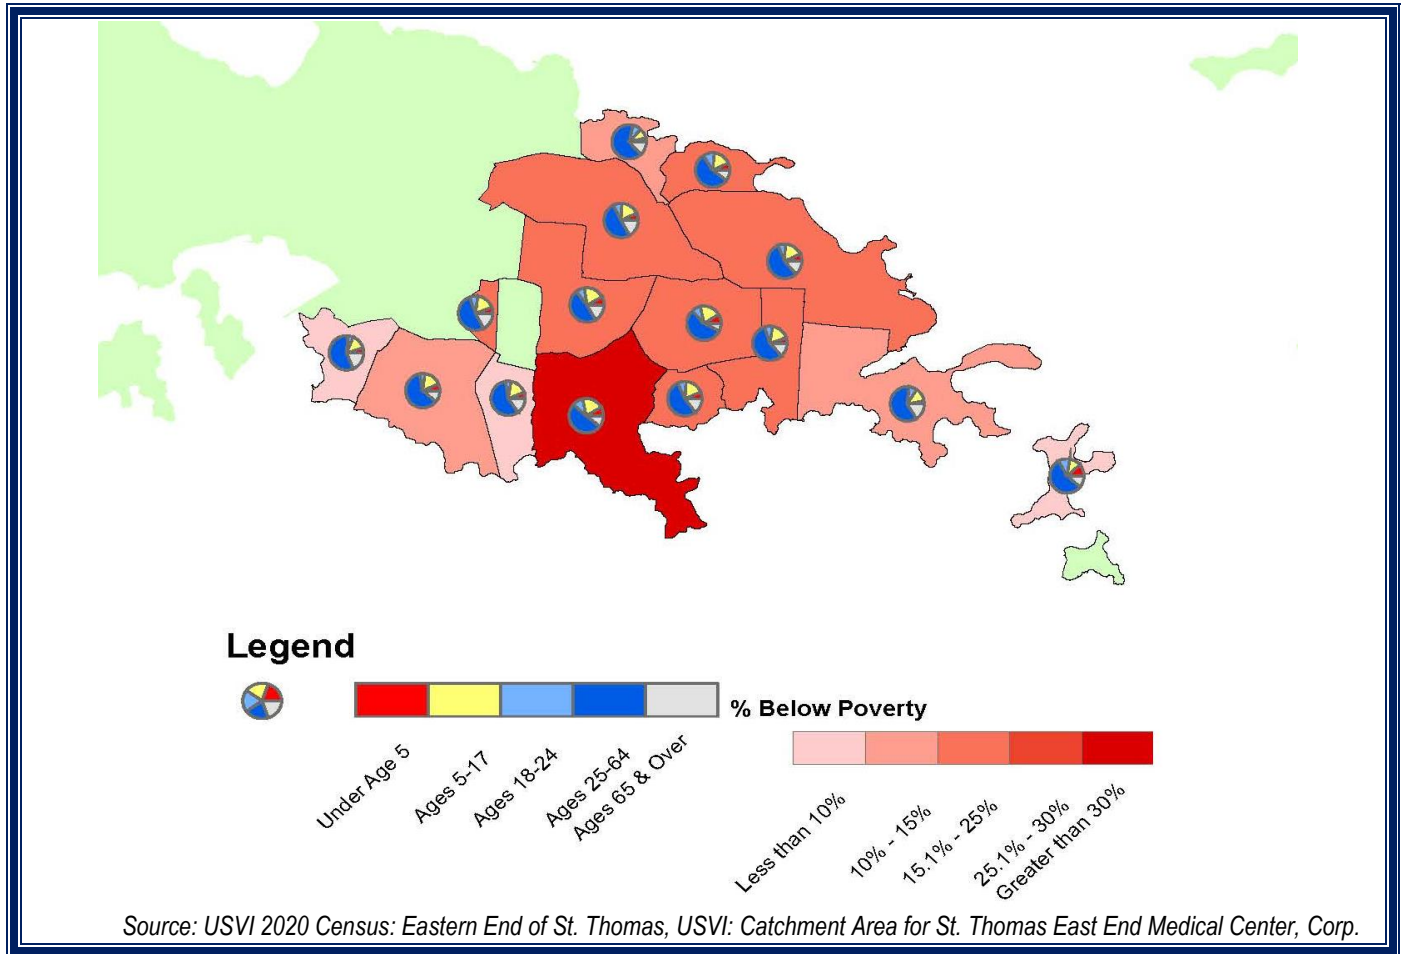 Legend
% Below Poverty
Under Age 5
Ages 5-17
Ages 18-24
Ages 25-64
Ages 65 & Over
Less than 10%
10% - 15%
15.1% - 25%
25.1% - 30%
Greater than 30%
Source: USVI 2020 Census: Eastern End of St. Thomas, USVI: Catchment Area for St. Thomas East End Medical Center, Corp.